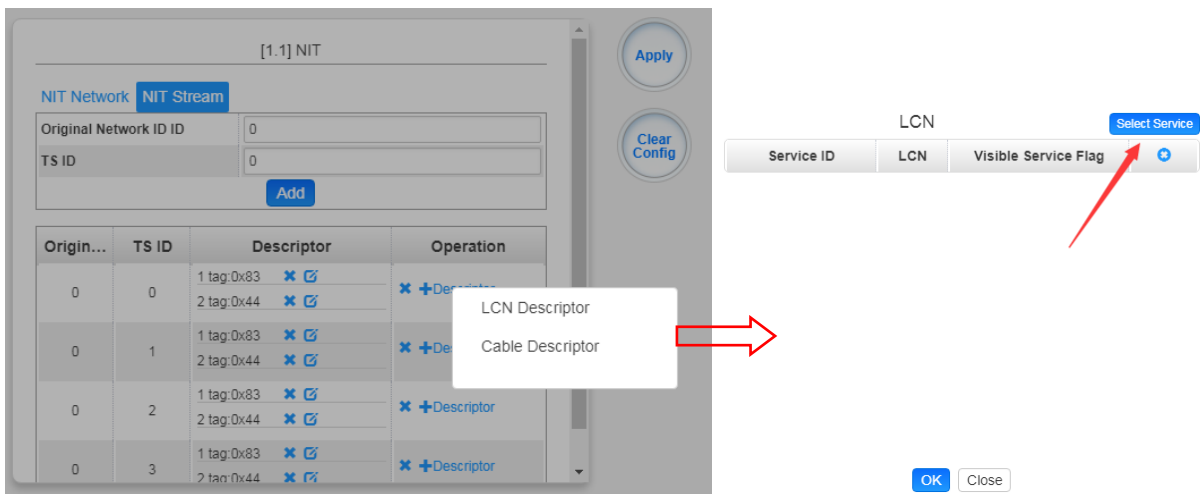 [1.1] NIT
NIT Network NIT Stream
Original Network ID ID 0
TS ID 0
Add
Origin... TS ID Descriptor Operation
0 0 1 tag:0x83
2 tag:0x44
LCN Descriptor
Cable Descriptor
0 1 1 tag:0x83
2 tag:0x44
0 2 1 tag:0x83 Descriptor
2 tag:0x44
0 3 1 tag:0x83 Descriptor
2 tag:0x44
Apply
Clear
Config
LCN
Select Service
Service ID LCN Visible Service Flag
OK Close